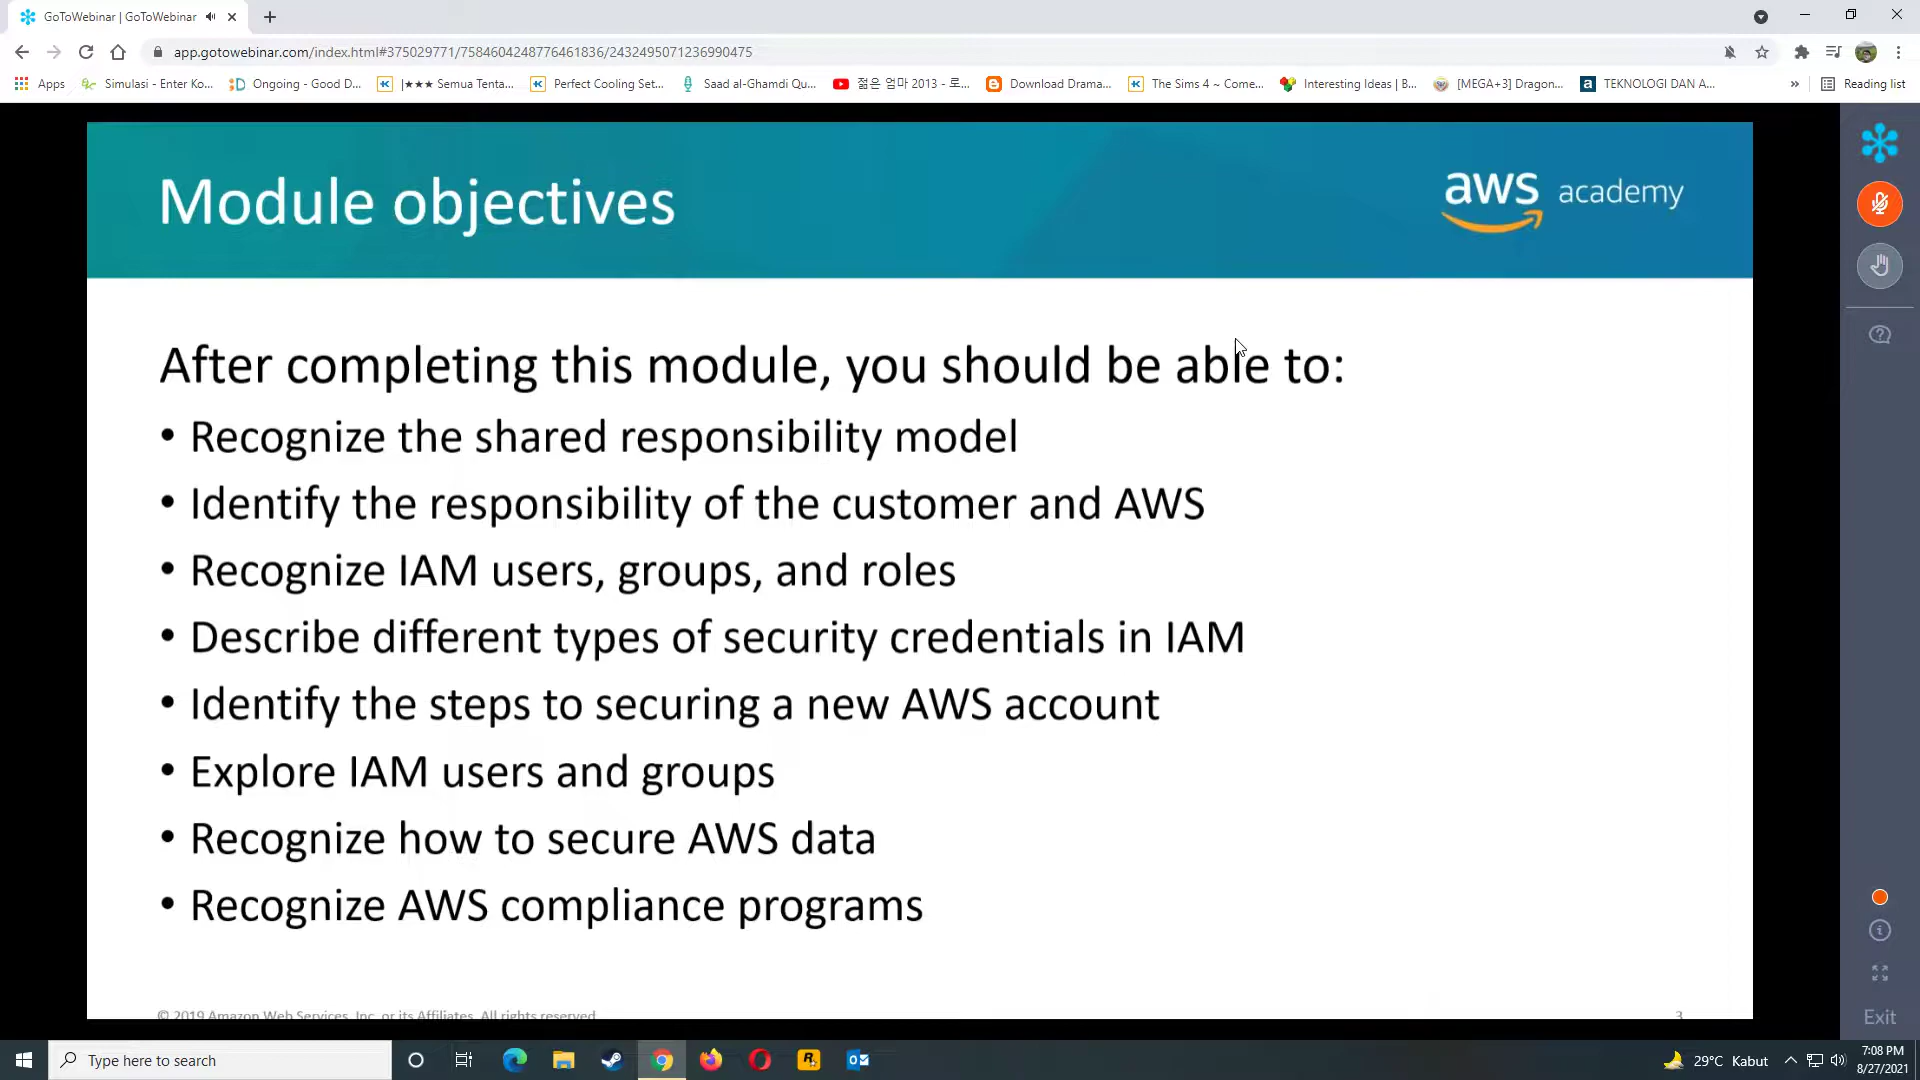 GoToWebinar | GoToWebinar
app.gotowebinar.com/index.html#375029771/7584604248776461836/2432495071236990475
Apps
Simulasi - Enter Ko...
Ongoing - Good D...
|★★★ Semua Tenta...
Perfect Cooling Set...
Saad al-Ghamdi Qu...
젊은 엄마 2013 - 로...
Download Drama...
The Sims 4 ~ Come...
Interesting Ideas | B...
[MEGA+3] Dragon...
TEKNOLOGI DAN A...
»
Reading list
Module objectives
aws academy
After completing this module, you should be able to:
• Recognize the shared responsibility model
• Identify the responsibility of the customer and AWS
• Recognize IAM users, groups, and roles
• Describe different types of security credentials in IAM
• Identify the steps to securing a new AWS account
• Explore IAM users and groups
• Recognize how to secure AWS data
• Recognize AWS compliance programs
© 2019 Amazon Web Services, Inc. or its Affiliates. All rights reserved.
3
Exit
Type here to search
29°C Kabut
7:08 PM
8/27/2021